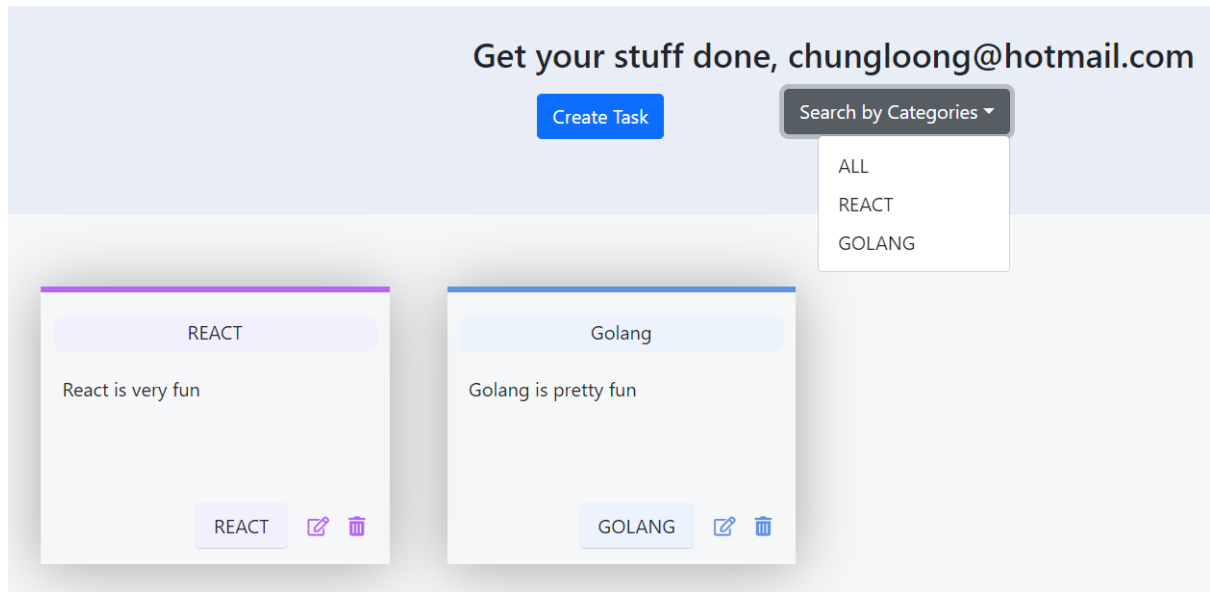 Get your stuff done, chungloong@hotmail.com
Create Task
Search by Categories
ALL
REACT
GOLANG
REACT
React is very fun
REACT
Golang
Golang is pretty fun
GOLANG